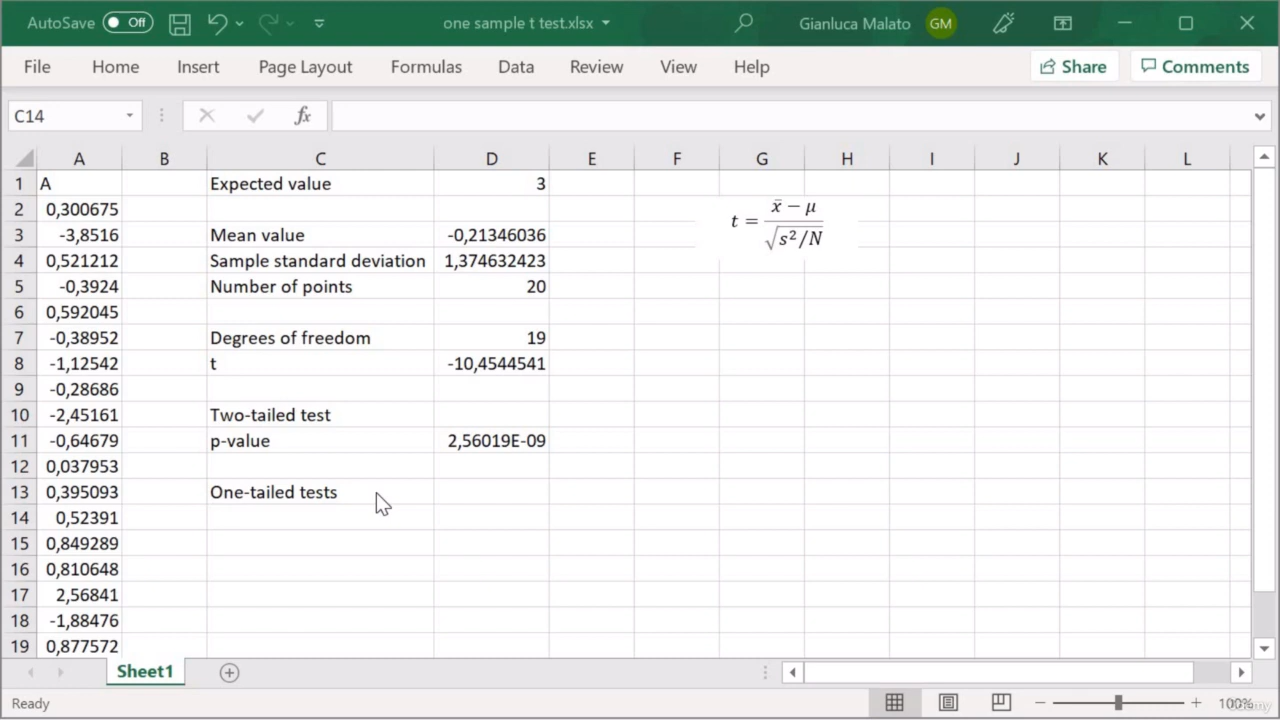 AutoSave Off one sample t test.xlsx Gianluca Malato GM
File Home Insert Page Layout Formulas Data Review View Help Share Comments
C14 fx
A B C D E F G H I J K L
1 A Expected value 3
2 0,300675
3 -3,8516 Mean value -0,21346036
4 0,521212 Sample standard deviation 1,374632423
5 -0,3924 Number of points 20
6 0,592045
7 -0,38952 Degrees of freedom 19
8 -1,12542 t -10,4544541
9 -0,28686
10 -2,45161 Two-tailed test
11 -0,64679 p-value 2,56019E-09
12 0,037953
13 0,395093 One-tailed tests
14 0,52391
15 0,849289
16 0,810568
17 2,56841
18 -1,88476
19 0,877572
t = x̄ − μ / √s²/N
Sheet1
Ready 100%